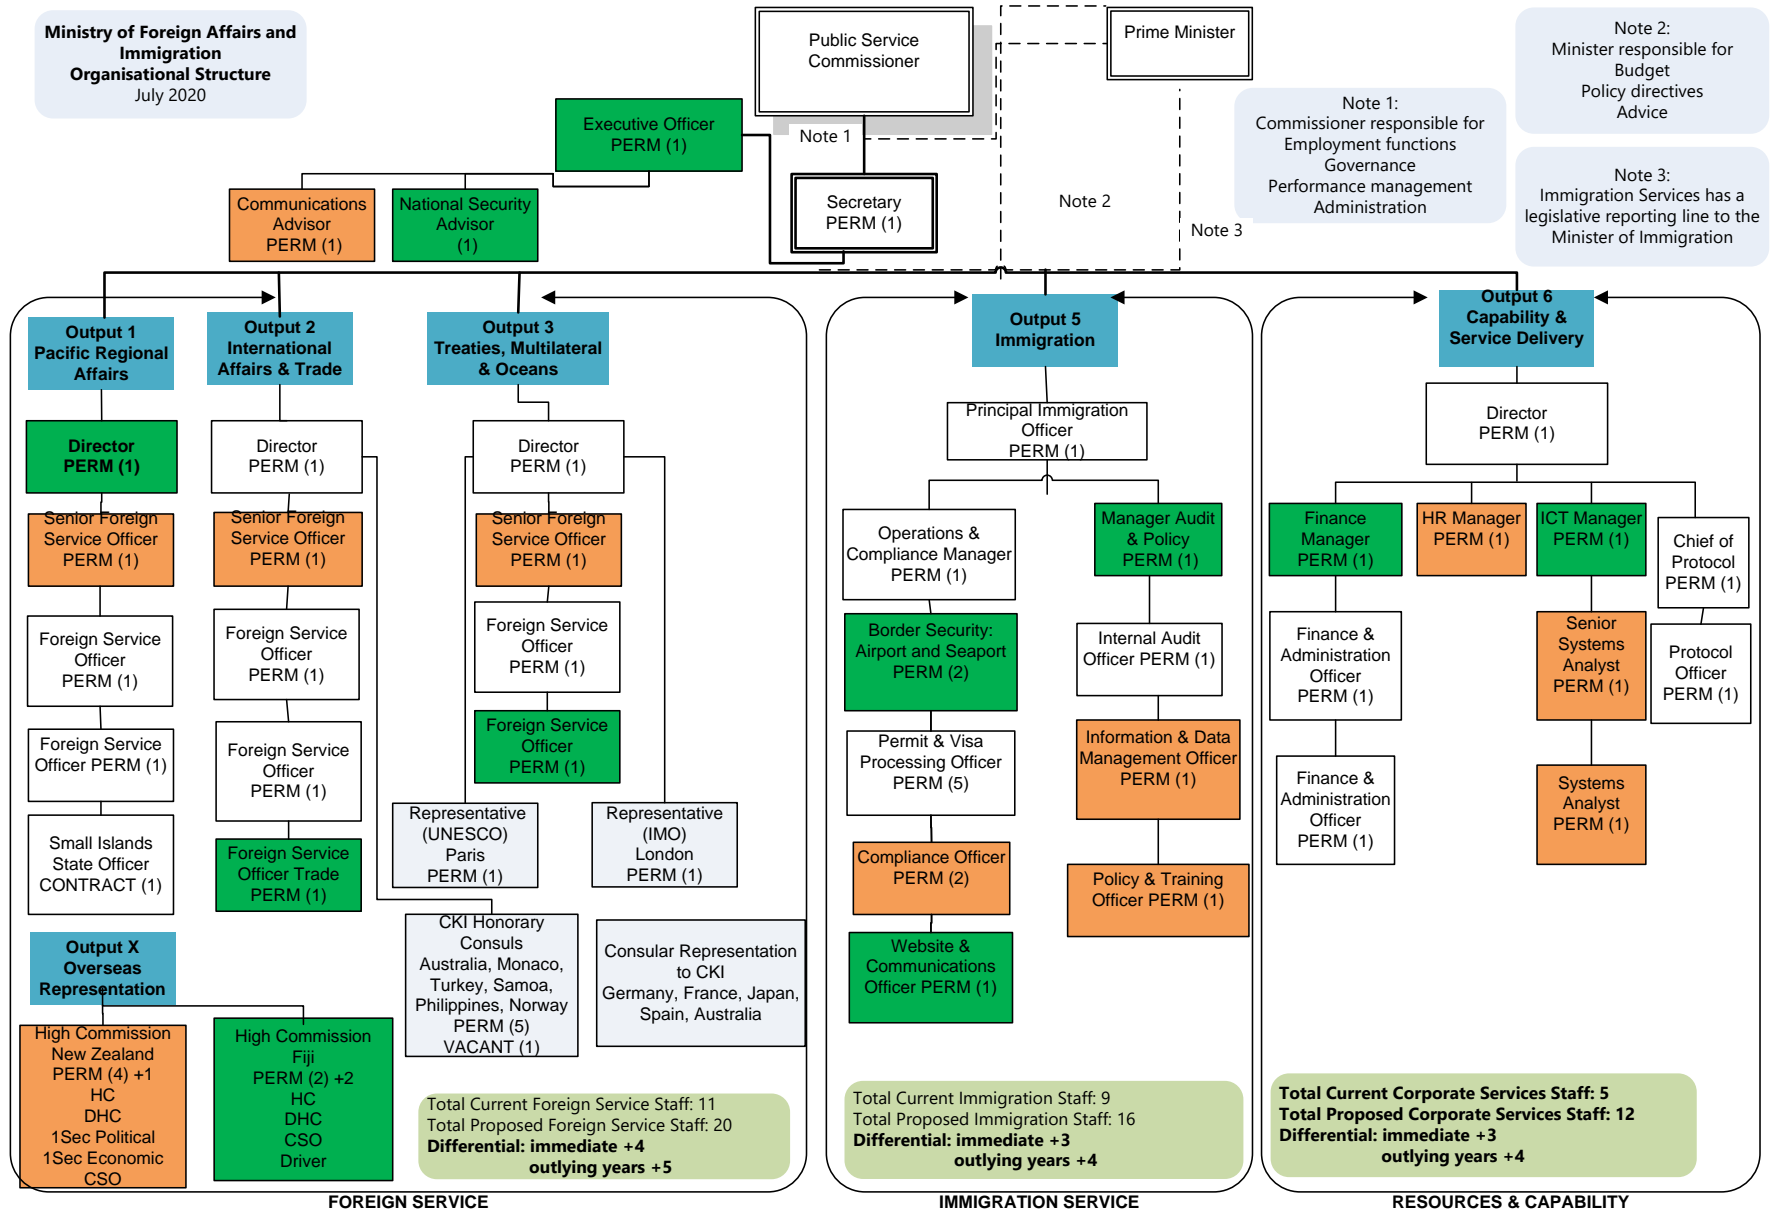 Ministry of Foreign Affairs and
Immigration
Organisational Structure
July 2020
Public Service
Commissioner
Prime Minister
Note 2:
Minister responsible for
Budget
Policy directives
Advice
Note 1:
Commissioner responsible for
Employment functions
Governance
Performance management
Administration
Note 3:
Immigration Services has a
legislative reporting line to the
Minister of Immigration
Executive Officer
PERM (1)
Note 1
Communications
Advisor
PERM (1)
National Security
Advisor
(1)
Secretary
PERM (1)
Note 2
Note 3
Output 1
Pacific Regional
Affairs
Director
PERM (1)
Senior Foreign
Service Officer
PERM (1)
Foreign Service
Officer
PERM (1)
Foreign Service
Officer PERM (1)
Small Islands
State Officer
CONTRACT (1)
Output 2
International
Affairs & Trade
Director
PERM (1)
Senior Foreign
Service Officer
PERM (1)
Foreign Service
Officer
PERM (1)
Foreign Service
Officer
PERM (1)
Foreign Service
Officer Trade
PERM (1)
Output 3
Treaties, Multilateral
& Oceans
Director
PERM (1)
Senior Foreign
Service Officer
PERM (1)
Foreign Service
Officer
PERM (1)
Foreign Service
Officer
PERM (1)
Representative
(UNESCO)
Paris
PERM (1)
Representative
(IMO)
London
PERM (1)
CKI Honorary
Consuls
Australia, Monaco,
Turkey, Samoa,
Philippines, Norway
PERM (5)
VACANT (1)
Consular Representation
to CKI
Germany, France, Japan,
Spain, Australia
Output X
Overseas
Representation
High Commission
New Zealand
PERM (4) +1
HC
DHC
1Sec Political
1Sec Economic
CSO
High Commission
Fiji
PERM (2) +2
HC
DHC
CSO
Driver
Total Current Foreign Service Staff: 11
Total Proposed Foreign Service Staff: 20
Differential: immediate +4
outlying years +5
FOREIGN SERVICE
Output 5
Immigration
Principal Immigration
Officer
PERM (1)
Operations &
Compliance Manager
PERM (1)
Border Security:
Airport and Seaport
PERM (2)
Permit & Visa
Processing Officer
PERM (5)
Compliance Officer
PERM (2)
Website &
Communications
Officer PERM (1)
Manager Audit
& Policy
PERM (1)
Internal Audit
Officer PERM (1)
Information & Data
Management Officer
PERM (1)
Policy & Training
Officer PERM (1)
Total Current Immigration Staff: 9
Total Proposed Immigration Staff: 16
Differential: immediate +3
outlying years +4
IMMIGRATION SERVICE
Output 6
Capability &
Service Delivery
Director
PERM (1)
Finance
Manager
PERM (1)
Finance &
Administration
Officer
PERM (1)
Finance &
Administration
Officer
PERM (1)
HR Manager
PERM (1)
ICT Manager
PERM (1)
Senior
Systems
Analyst
PERM (1)
Systems
Analyst
PERM (1)
Chief of
Protocol
PERM (1)
Protocol
Officer
PERM (1)
Total Current Corporate Services Staff: 5
Total Proposed Corporate Services Staff: 12
Differential: immediate +3
outlying years +4
RESOURCES & CAPABILITY